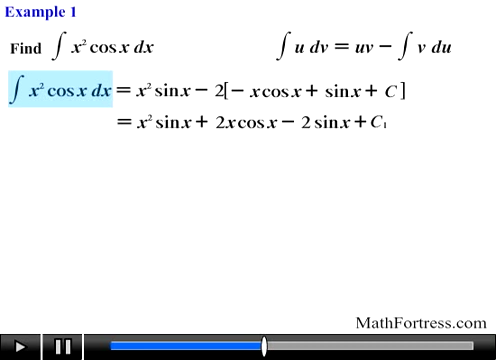 Example 1
Find ∫ x² cos x dx ∫ u dv = uv − ∫ v du
∫ x² cos x dx = x² sin x − 2[− x cos x + sin x + C]
= x² sin x + 2x cos x − 2 sin x + C₁
MathFortress.com